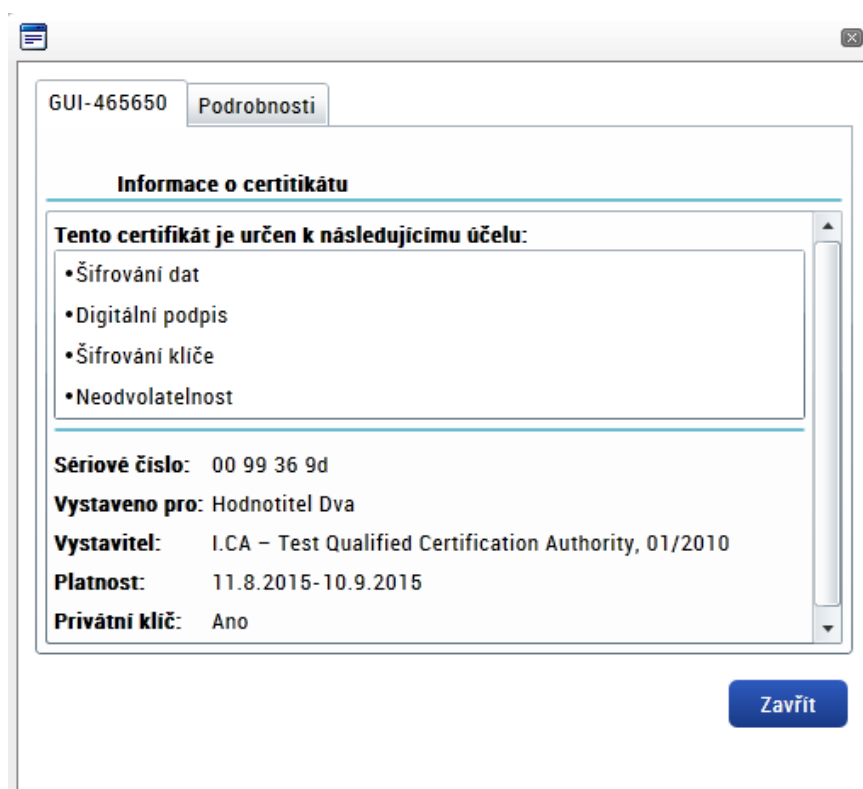 GUI-465650
Podrobnosti
Informace o certitikátu
Tento certifikát je určen k následujícímu účelu:
•Šifrování dat
•Digitální podpis
•Šifrování klíče
•Neodvolatelnost
Sériové číslo: 00 99 36 9d
Vystaveno pro: Hodnotitel Dva
Vystavitel: I.CA – Test Qualified Certification Authority, 01/2010
Platnost: 11.8.2015-10.9.2015
Privátní klíč: Ano
Zavřít